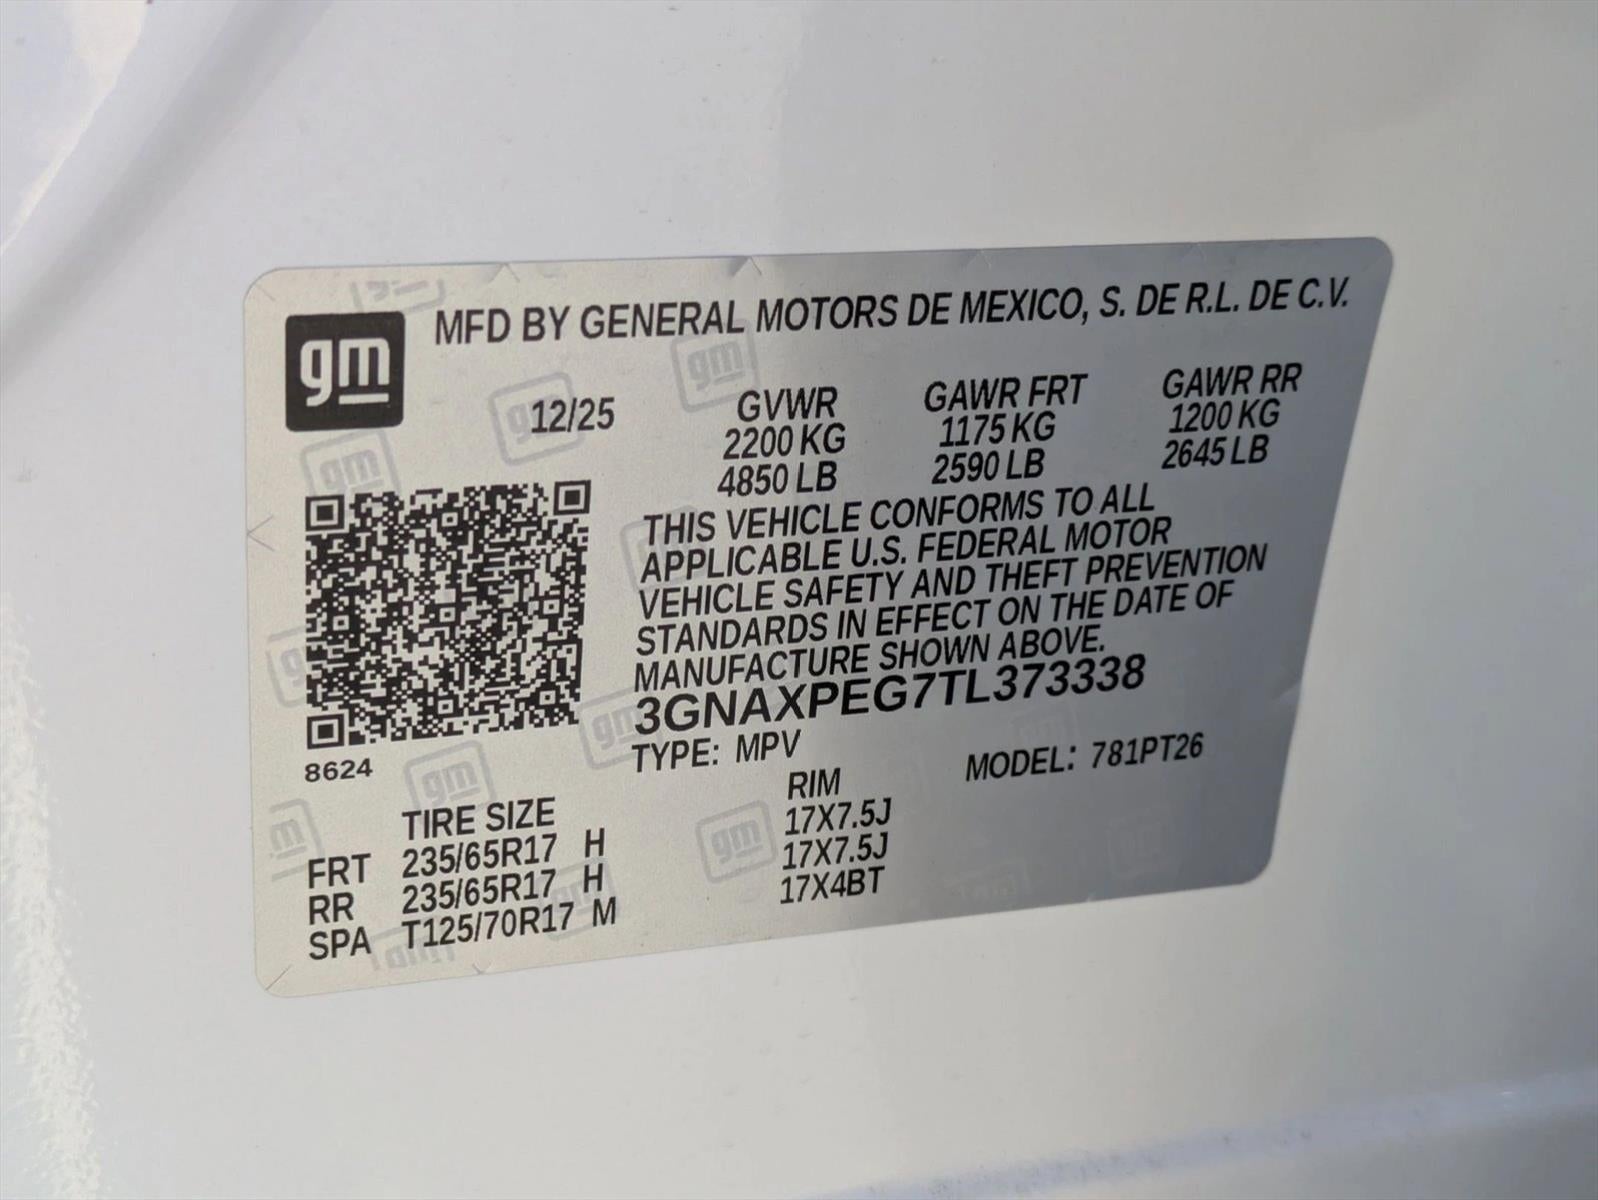 gm MFD BY GENERAL MOTORS DE MEXICO, S. DE R.L. DE C.V.
12/25 GVWR GAWR FRT GAWR RR
2200 KG 1175 KG 1200 KG
4850 LB 2590 LB 2645 LB
THIS VEHICLE CONFORMS TO ALL
APPLICABLE U.S. FEDERAL MOTOR
VEHICLE SAFETY AND THEFT PREVENTION
STANDARDS IN EFFECT ON THE DATE OF
MANUFACTURE SHOWN ABOVE.
3GNAXPEG7TL373338
TYPE: MPV MODEL: 781PT26
8624
TIRE SIZE RIM
FRT 235/65R17 H 17X7.5J
RR 235/65R17 H 17X7.5J
SPA T125/70R17 M 17X4BT